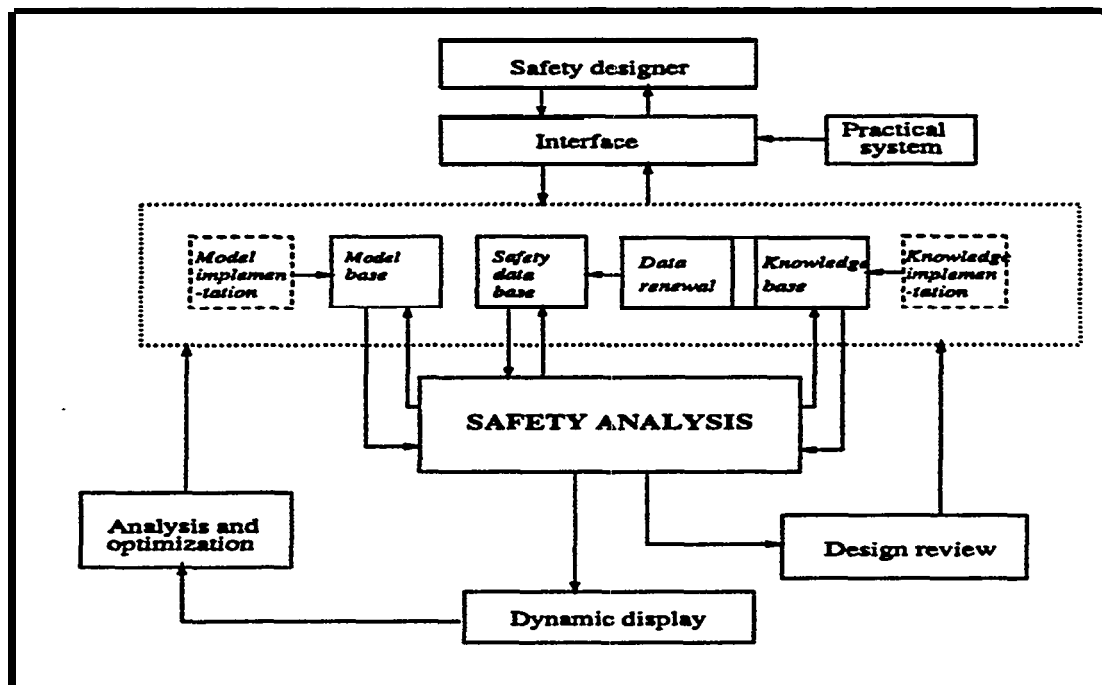 Safety designer
Interface
Practical
system
Model
implemen
-tation
Model
base
Safety
data
base
Data
renewal
Knowledge
base
Knowledge
implemen
-tation
SAFETY ANALYSIS
Analysis and
optimization
Design review
Dynamic display